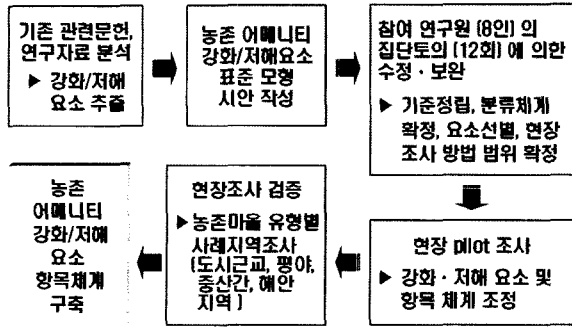 기존 관련문헌,
연구자료 분석
▶ 강화/저해
요소 추출
농촌 어메니티
강화/저해요소
표준 모형
시안 작성
참여 연구원 (8인) 의
집단토의 (12회) 에 의한
수정 · 보완
▶ 기준정립, 분류체계
확정, 요소선별, 현장
조사 방법 범위 확정
현장 pilot 조사
▶ 강화 · 저해 요소 및
항목 체계 조정
현장조사 검증
▶ 농촌마을 유형별
사례지역조사
(도시근교, 평야,
중산간, 해안
지역 )
농촌
어메니티
강화/저해
요소
항목체계
구축